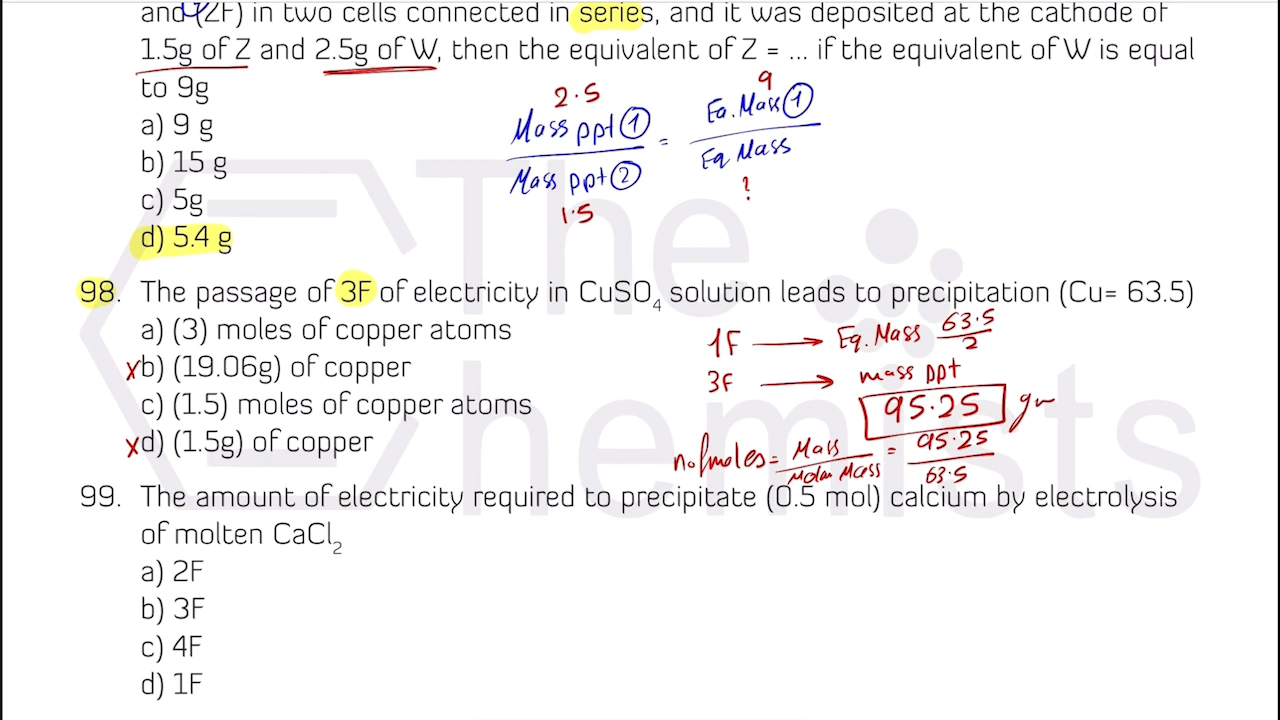 and (2F) in two cells connected in series, and it was deposited at the cathode of
1.5g of Z and 2.5g of W, then the equivalent of Z = ... if the equivalent of W is equal
to 9g
2.5
9
Mass ppt 1 = Eq. Mass 1
Mass ppt 2 Eq Mass
1.5
?
a) 9 g
b) 15 g
c) 5g
d) 5.4 g
The
Chemists
98. The passage of 3F of electricity in CuSO4 solution leads to precipitation (Cu= 63.5)
a) (3) moles of copper atoms
xb) (19.06g) of copper
c) (1.5) moles of copper atoms
xd) (1.5g) of copper
1F → Eq. Mass 63.5/2
3F → mass ppt
95.25 gm
no of moles = Mass/Molar Mass = 95.25/63.5
99. The amount of electricity required to precipitate (0.5 mol) calcium by electrolysis
of molten CaCl2
a) 2F
b) 3F
c) 4F
d) 1F